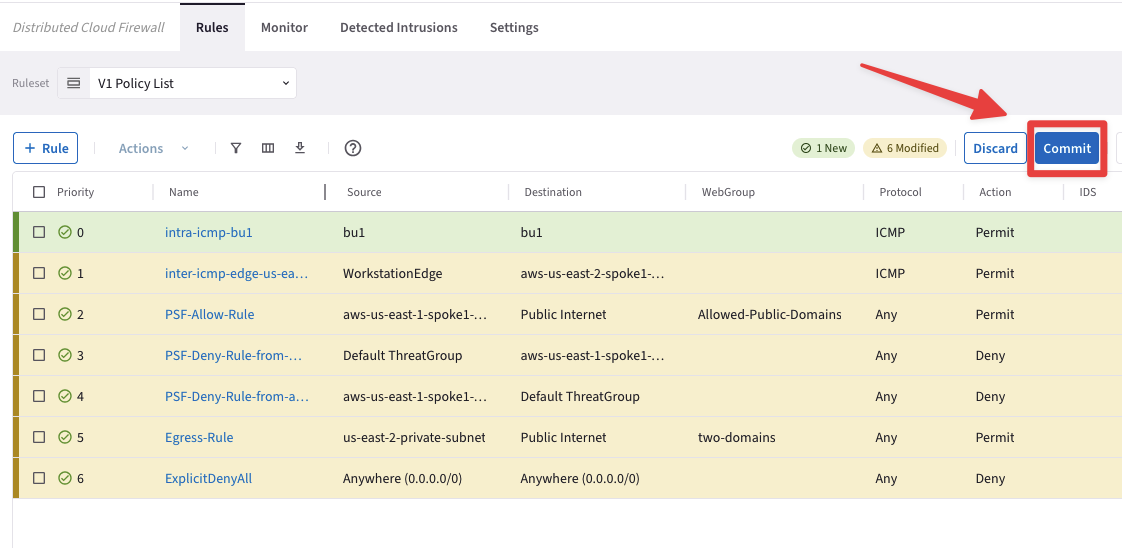 Distributed Cloud Firewall Rules Monitor Detected Intrusions Settings
Ruleset V1 Policy List
+ Rule Actions ? 1 New 6 Modified Discard Commit
Priority Name Source Destination WebGroup Protocol Action IDS
0 intra-icmp-bu1 bu1 bu1 ICMP Permit
1 inter-icmp-edge-us-ea... WorkstationEdge aws-us-east-2-spoke1-... ICMP Permit
2 PSF-Allow-Rule aws-us-east-1-spoke1-... Public Internet Allowed-Public-Domains Any Permit
3 PSF-Deny-Rule-from-... Default ThreatGroup aws-us-east-1-spoke1-... Any Deny
4 PSF-Deny-Rule-from-a... aws-us-east-1-spoke1-... Default ThreatGroup Any Deny
5 Egress-Rule us-east-2-private-subnet Public Internet two-domains Any Permit
6 ExplicitDenyAll Anywhere (0.0.0.0/0) Anywhere (0.0.0.0/0) Any Deny